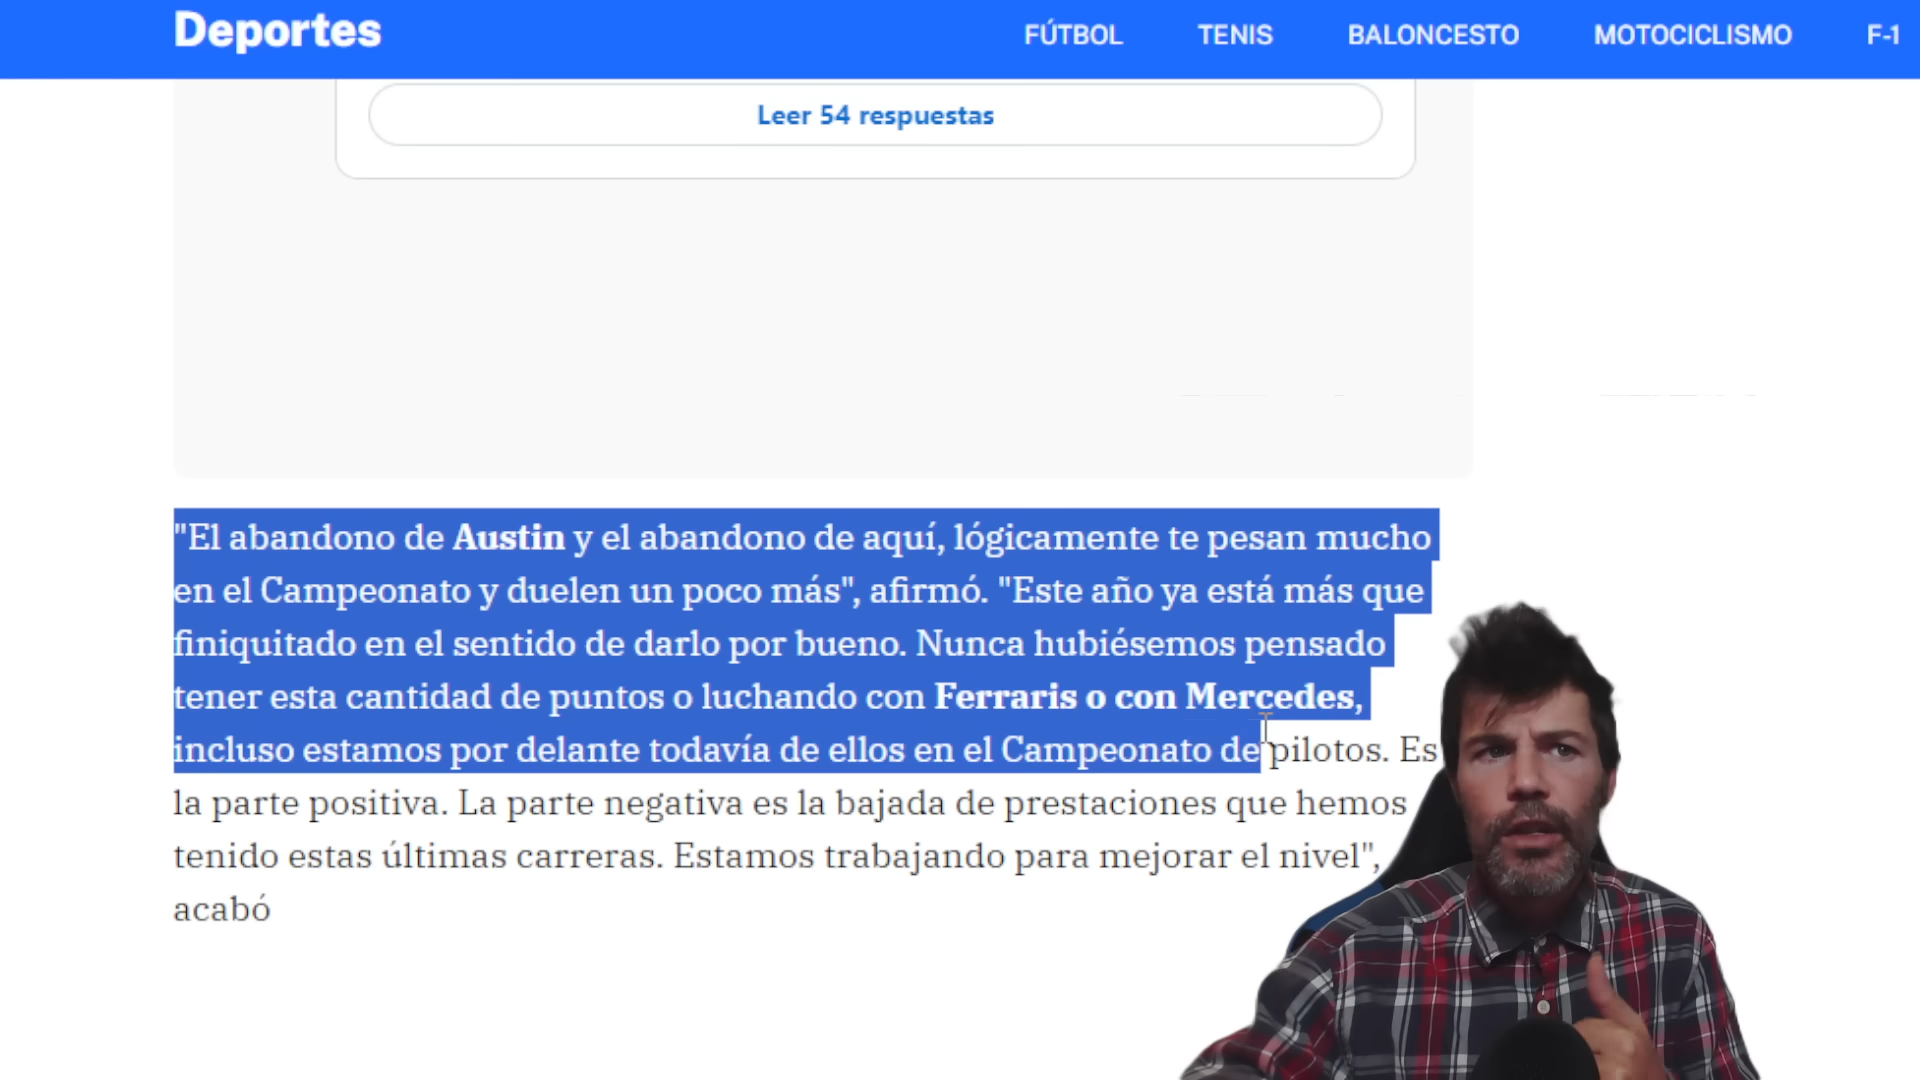 Deportes
FÚTBOL TENIS BALONCESTO MOTOCICLISMO F-1
Leer 54 respuestas
"El abandono de Austin y el abandono de aquí, lógicamente te pesan mucho
en el Campeonato y duelen un poco más", afirmó. "Este año ya está más que
finiquitado en el sentido de darlo por bueno. Nunca hubiésemos pensado
tener esta cantidad de puntos o luchando con Ferraris o con Mercedes,
incluso estamos por delante todavía de ellos en el Campeonato de pilotos. Es
la parte positiva. La parte negativa es la bajada de prestaciones que hemos
tenido estas últimas carreras. Estamos trabajando para mejorar el nivel",
acabó